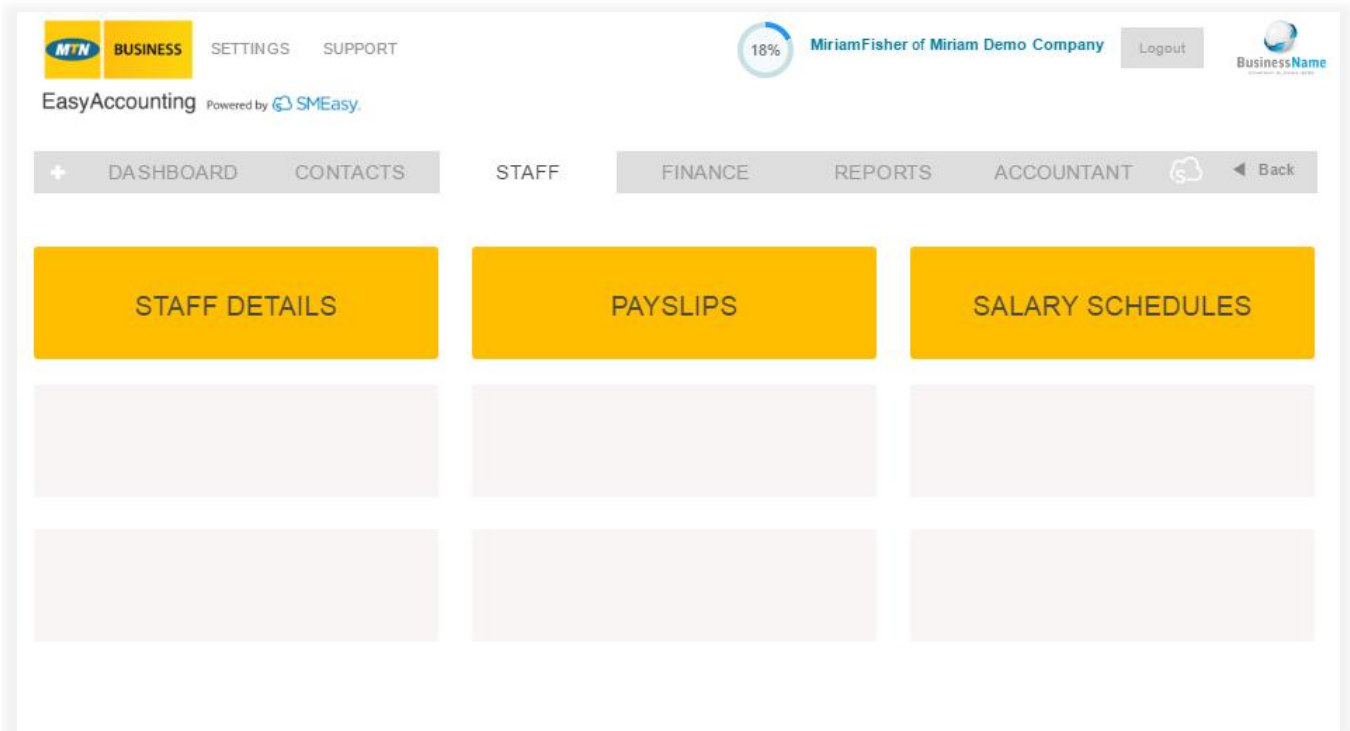 MTN BUSINESS SETTINGS SUPPORT 18% MiriamFisher of Miriam Demo Company Logout
BusinessName
EasyAccounting Powered by SMEasy.
DASHBOARD CONTACTS STAFF FINANCE REPORTS ACCOUNTANT ◀ Back
STAFF DETAILS PAYSLIPS SALARY SCHEDULES